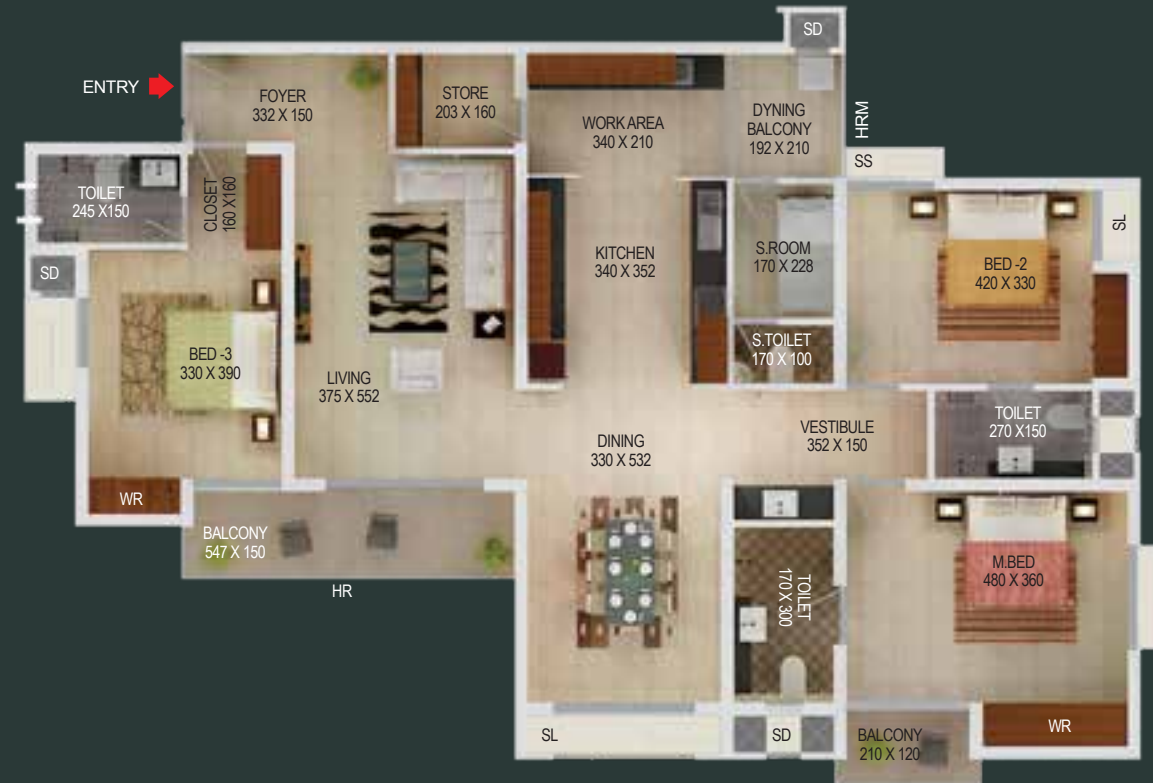 SD
ENTRY
FOYER
332 X 150
STORE
203 X 160
WORK AREA
340 X 210
DYNING
BALCONY
192 X 210
HRM
SS
TOILET
245 X150
CLOSET
160 X160
SD
KITCHEN
340 X 352
S.ROOM
170 X 228
BED -2
420 X 330
SL
BED -3
330 X 390
LIVING
375 X 552
S.TOILET
170 X 100
DINING
330 X 532
VESTIBULE
352 X 150
TOILET
270 X150
WR
BALCONY
547 X 150
HR
TOILET
170 X 300
M.BED
480 X 360
SL
SD
BALCONY
210 X 120
WR